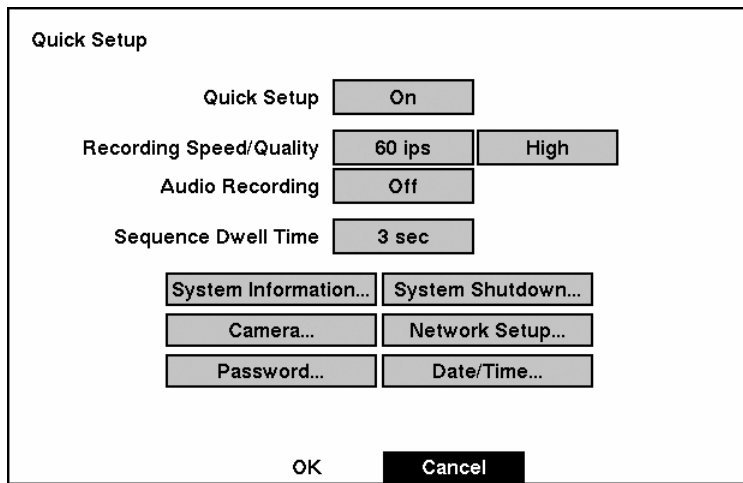 Quick Setup
Quick Setup On
Recording Speed/Quality 60 ips High
Audio Recording Off
Sequence Dwell Time 3 sec
System Information... System Shutdown...
Camera... Network Setup...
Password... Date/Time...
OK Cancel